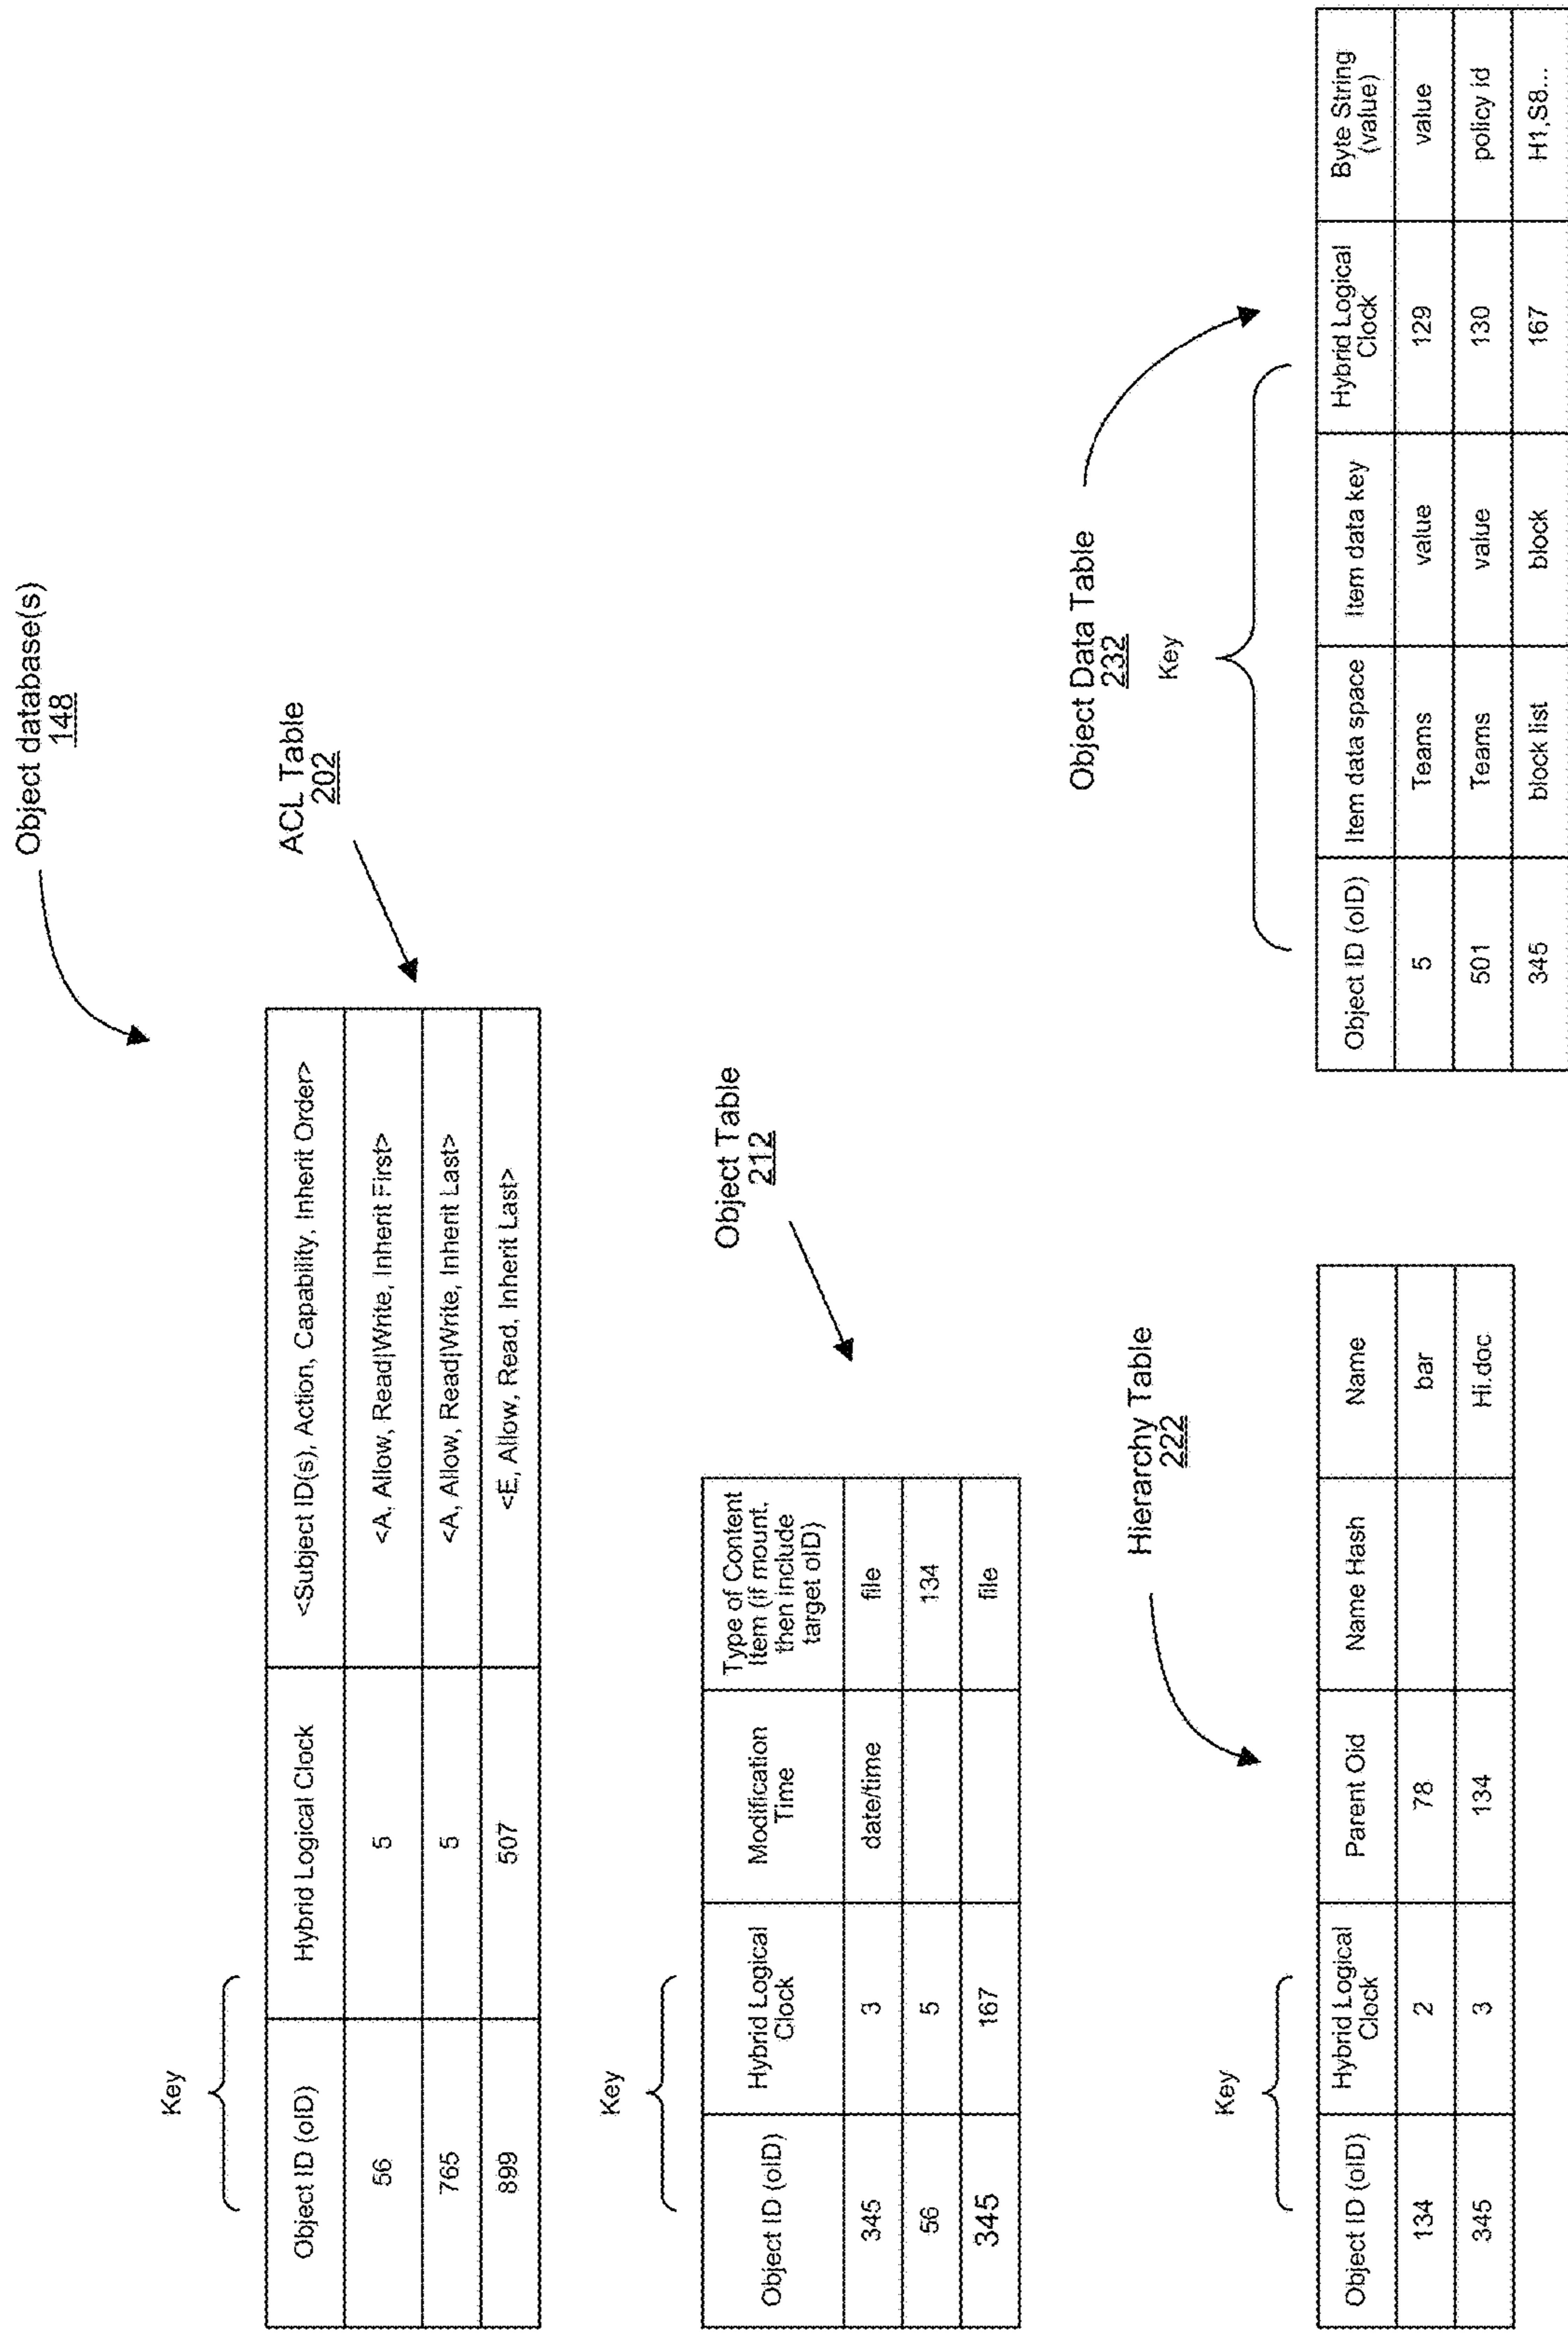 Object database(s)
148
ACL Table
202
Key
Object ID (oID) Hybrid Logical Clock <Subject ID(s), Action, Capability, Inherit Order>
56 5 <A, Allow, Read|Write, Inherit First>
765 5 <A, Allow, Read|Write, Inherit Last>
899 507 <E, Allow, Read, Inherit Last>
Object Table
212
Key
Object ID (oID) Hybrid Logical Modification Type of Content
Clock Time Item (if mount,
then include
target oID)
345 3 date/time file
56 5 134
345 167 file
Hierarchy Table
222
Key
Object ID (oID) Hybrid Logical Parent Oid Name Hash Name
Clock
134 2 78 bar
345 3 134 Hi.doc
Object Data Table
232
Key
Object ID (oID) Item data space Item data key Hybrid Logical Byte String
Clock (value)
5 Teams value 129 value
501 Teams value 130 policy id
345 block list block 167 H1,S8...